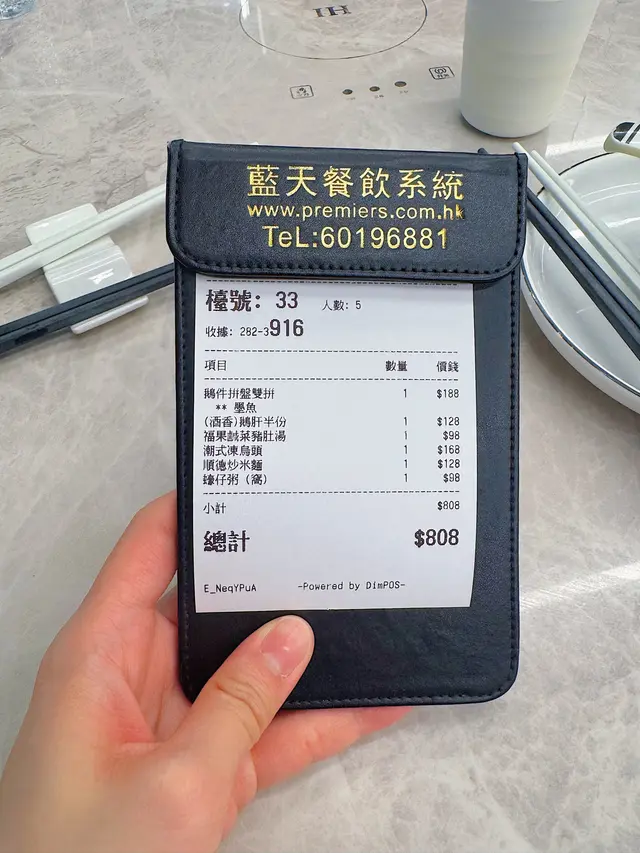 IH
藍天餐飲系統
www.premiers.com.hk
TeL:60196881
檯號: 33 人數: 5
收據: 282-3916
項目 數量 價錢
鵝件拼盤雙拼 1 $188
** 墨魚
(酒香)鵝肝半份 1 $128
福果鹹菜豬肚湯 1 $98
潮式凍烏頭 1 $168
順德炒米麵 1 $128
蠔仔粥 (窩) 1 $98
小計 $808
總計 $808
E_NeqYPuA -Powered by DimPOS-